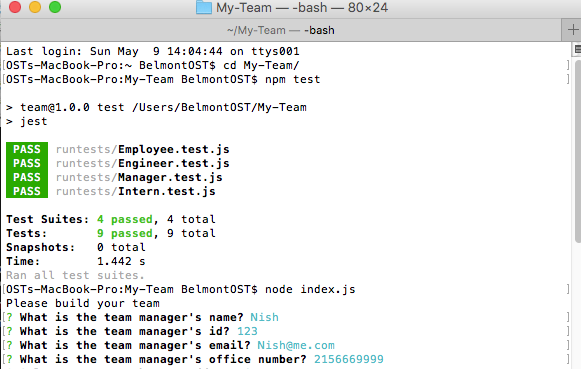 My-Team — -bash — 80×24
~/My-Team — -bash
Last login: Sun May  9 14:04:44 on ttys001
[OSTs-MacBook-Pro:~ BelmontOST$ cd My-Team/ ]
[OSTs-MacBook-Pro:My-Team BelmontOST$ npm test ]
> team@1.0.0 test /Users/BelmontOST/My-Team
> jest
PASS runtests/Employee.test.js
PASS runtests/Engineer.test.js
PASS runtests/Manager.test.js
PASS runtests/Intern.test.js
Test Suites: 4 passed, 4 total
Tests:       9 passed, 9 total
Snapshots:   0 total
Time:        1.442 s
Ran all test suites.
[OSTs-MacBook-Pro:My-Team BelmontOST$ node index.js ]
Please build your team
[? What is the team manager's name? Nish ]
[? What is the team manager's id? 123 ]
[? What is the team manager's email? Nish@me.com ]
[? What is the team manager's office number? 2156669999 ]